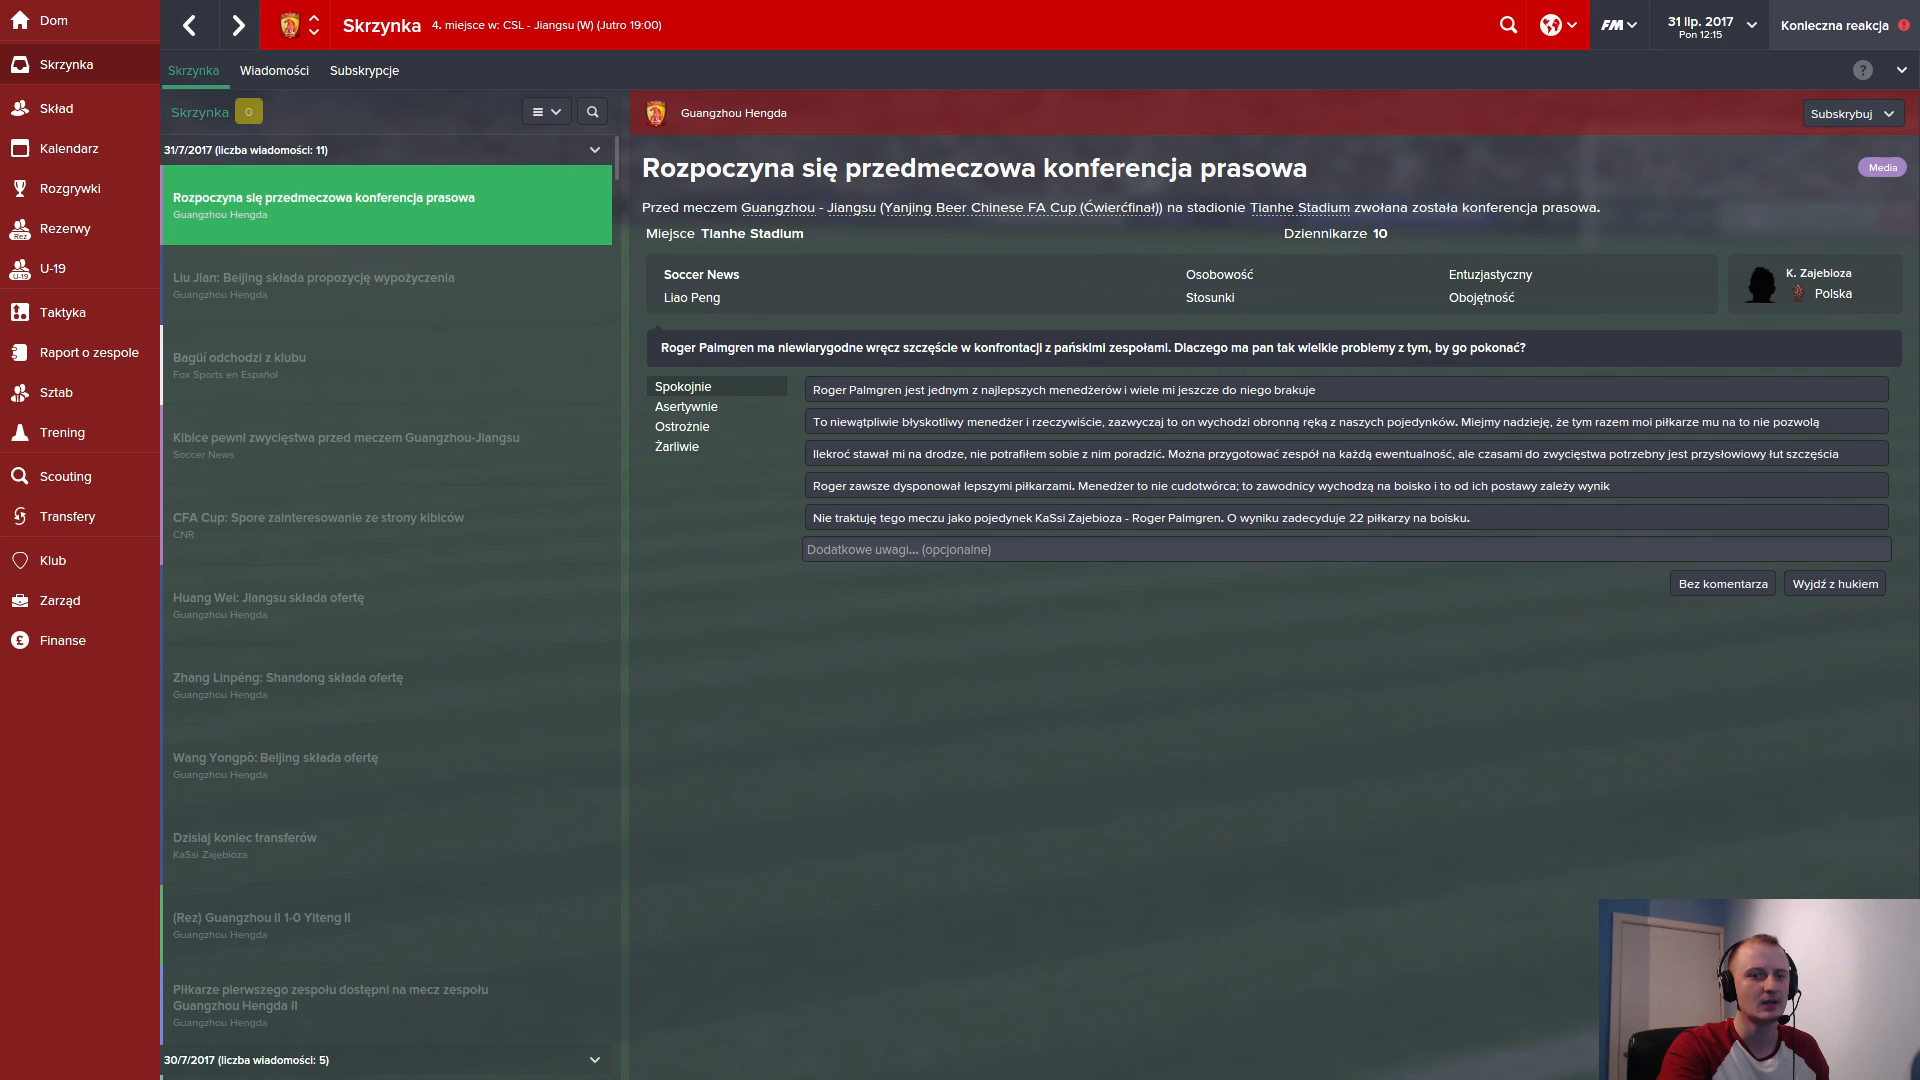 Dom
Skrzynka
Skład
Kalendarz
Rozgrywki
Rezerwy
U-19
Taktyka
Raport o zespole
Sztab
Trening
Scouting
Transfery
Klub
Zarząd
Finanse
Skrzynka 4. miejsce w: CSL - Jiangsu (W) (Jutro 19:00)
FM
31 lip. 2017
Pon 12:15
Konieczna reakcja
Skrzynka Wiadomości Subskrypcje
Skrzynka 0
31/7/2017 (liczba wiadomości: 11)
Rozpoczyna się przedmeczowa konferencja prasowa
Guangzhou Hengda
Liu Jian: Beijing składa propozycję wypożyczenia
Guangzhou Hengda
Bagüí odchodzi z klubu
Fox Sports en Español
Kibice pewni zwycięstwa przed meczem Guangzhou-Jiangsu
Soccer News
CFA Cup: Spore zainteresowanie ze strony kibiców
CNR
Huang Wei: Jiangsu składa ofertę
Guangzhou Hengda
Zhang Linpéng: Shandong składa ofertę
Guangzhou Hengda
Wang Yongpò: Beijing składa ofertę
Guangzhou Hengda
Dzisiaj koniec transferów
KaSsi Zajebioza
(Rez) Guangzhou II 1-0 Yiteng II
Guangzhou Hengda
Piłkarze pierwszego zespołu dostępni na mecz zespołu
Guangzhou Hengda II
Guangzhou Hengda
30/7/2017 (liczba wiadomości: 5)
Guangzhou Hengda
Subskrybuj
Rozpoczyna się przedmeczowa konferencja prasowa
Media
Przed meczem Guangzhou - Jiangsu (Yanjing Beer Chinese FA Cup (Ćwierćfinał)) na stadionie Tianhe Stadium zwołana została konferencja prasowa.
Miejsce Tianhe Stadium Dziennikarze 10
Soccer News Osobowość Entuzjastyczny
Liao Peng Stosunki Obojętność
K. Zajebioza
Polska
Roger Palmgren ma niewiarygodne wręcz szczęście w konfrontacji z pańskimi zespołami. Dlaczego ma pan tak wielkie problemy z tym, by go pokonać?
Spokojnie
Asertywnie
Ostrożnie
Żarliwie
Roger Palmgren jest jednym z najlepszych menedżerów i wiele mi jeszcze do niego brakuje
To niewątpliwie błyskotliwy menedżer i rzeczywiście, zazwyczaj to on wychodzi obronną ręką z naszych pojedynków. Miejmy nadzieję, że tym razem moi piłkarze mu na to nie pozwolą
Ilekroć stawał mi na drodze, nie potrafiłem sobie z nim poradzić. Można przygotować zespół na każdą ewentualność, ale czasami do zwycięstwa potrzebny jest przysłowiowy łut szczęścia
Roger zawsze dysponował lepszymi piłkarzami. Menedżer to nie cudotwórca; to zawodnicy wychodzą na boisko i to od ich postawy zależy wynik
Nie traktuję tego meczu jako pojedynek KaSsi Zajebioza - Roger Palmgren. O wyniku zadecyduje 22 piłkarzy na boisku.
Dodatkowe uwagi... (opcjonalne)
Bez komentarza Wyjdź z hukiem